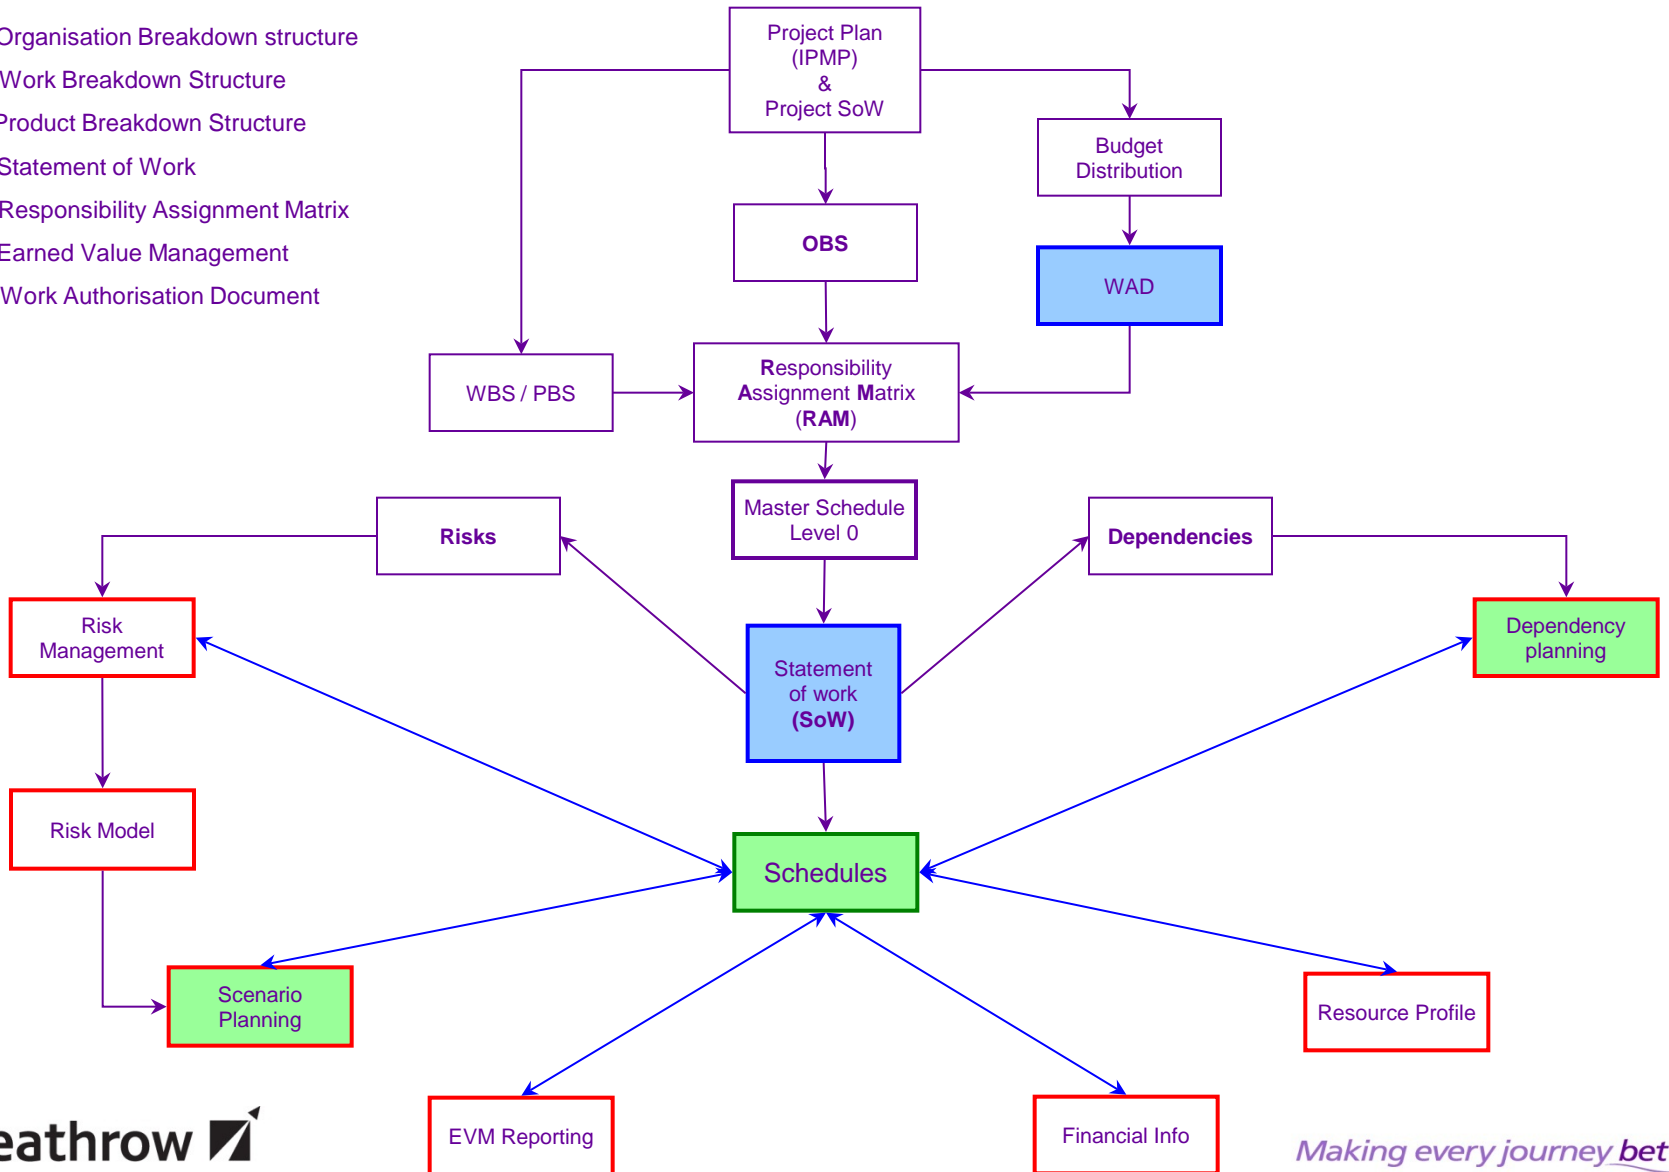 Organisation Breakdown structure
Work Breakdown Structure
Product Breakdown Structure
Statement of Work
Responsibility Assignment Matrix
Earned Value Management
Work Authorisation Document
Project Plan
(IPMP)
&
Project SoW
Budget
Distribution
OBS
WAD
WBS / PBS
Responsibility
Assignment Matrix
(RAM)
Master Schedule
Level 0
Risks
Dependencies
Risk
Management
Statement
of work
(SoW)
Dependency
planning
Risk Model
Schedules
Scenario
Planning
Resource Profile
EVM Reporting
Financial Info
eathrow
Making every journey bet